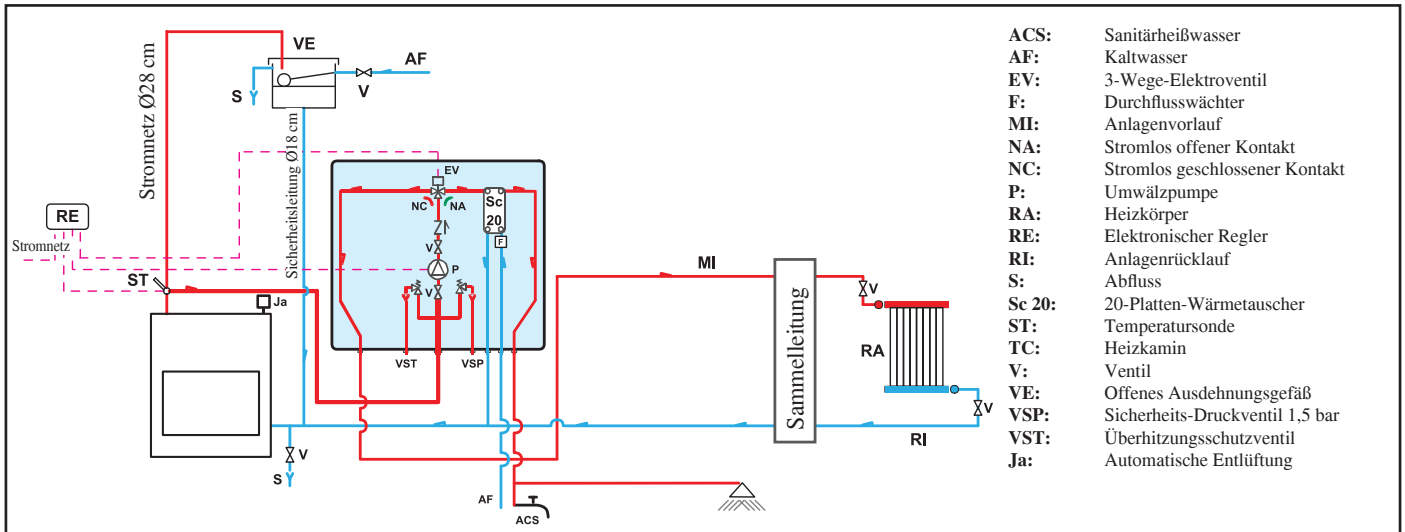 VE
AF
V
S
Stromnetz Ø28 cm
Sicherheitsleitung Ø18 cm
RE
Stromnetz
ST
Ja
EV
NC
NA
Sc
20
F
V
P
V
VST
VSP
MI
Sammelleitung
V
RA
V
RI
V
S
AF
ACS
ACS: Sanitärheißwasser
AF: Kaltwasser
EV: 3-Wege-Elektroventil
F: Durchflusswächter
MI: Anlagenvorlauf
NA: Stromlos offener Kontakt
NC: Stromlos geschlossener Kontakt
P: Umwälzpumpe
RA: Heizkörper
RE: Elektronischer Regler
RI: Anlagenrücklauf
S: Abfluss
Sc 20: 20-Platten-Wärmetauscher
ST: Temperatursonde
TC: Heizkamin
V: Ventil
VE: Offenes Ausdehnungsgefäß
VSP: Sicherheits-Druckventil 1,5 bar
VST: Überhitzungsschutzventil
Ja: Automatische Entlüftung